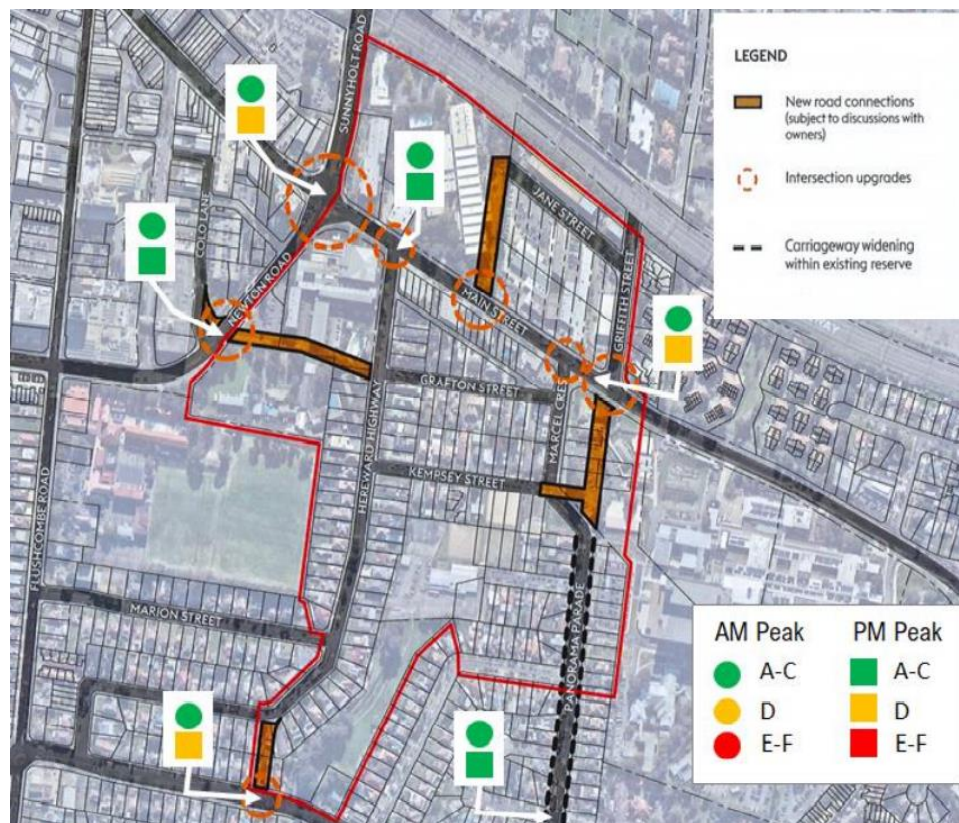 LEGEND
New road connections
(subject to discussions with
owners)
Intersection upgrades
Carriageway widening
within existing reserve
SUNNYHOLT ROAD
COLO LANE
NEWTON ROAD
JANE STREET
GRIFFITH STREET
MAIN STREET
WAY
GRAFTON STREET
MARCEL CRES
HEREWARD HIGHWAY
KEMPSEY STREET
FLUSHCOMBE ROAD
MARION STREET
PANORAMA PARADE
AM Peak
PM Peak
A-C
A-C
D
D
E-F
E-F